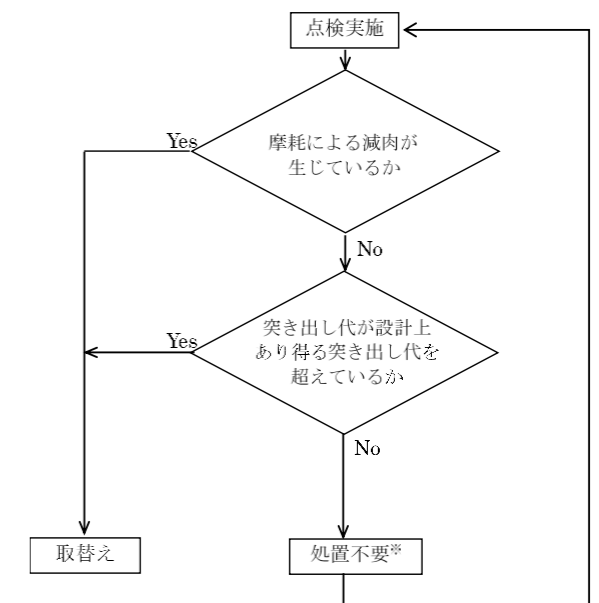 点検実施
Yes
摩耗による減肉が
生じているか
No
Yes
突き出し代が設計上
あり得る突き出し代を
超えているか
No
取替え
処置不要※